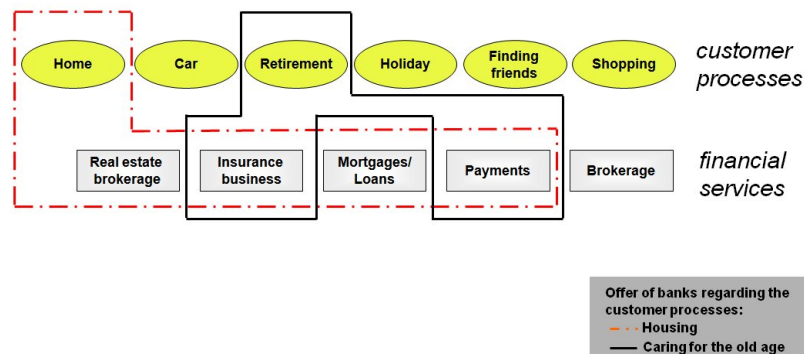 Home
Car
Retirement
Holiday
Finding
friends
Shopping
customer
processes
Real estate
brokerage
Insurance
business
Mortgages/
Loans
Payments
Brokerage
financial
services
Offer of banks regarding the
customer processes:
Housing
Caring for the old age